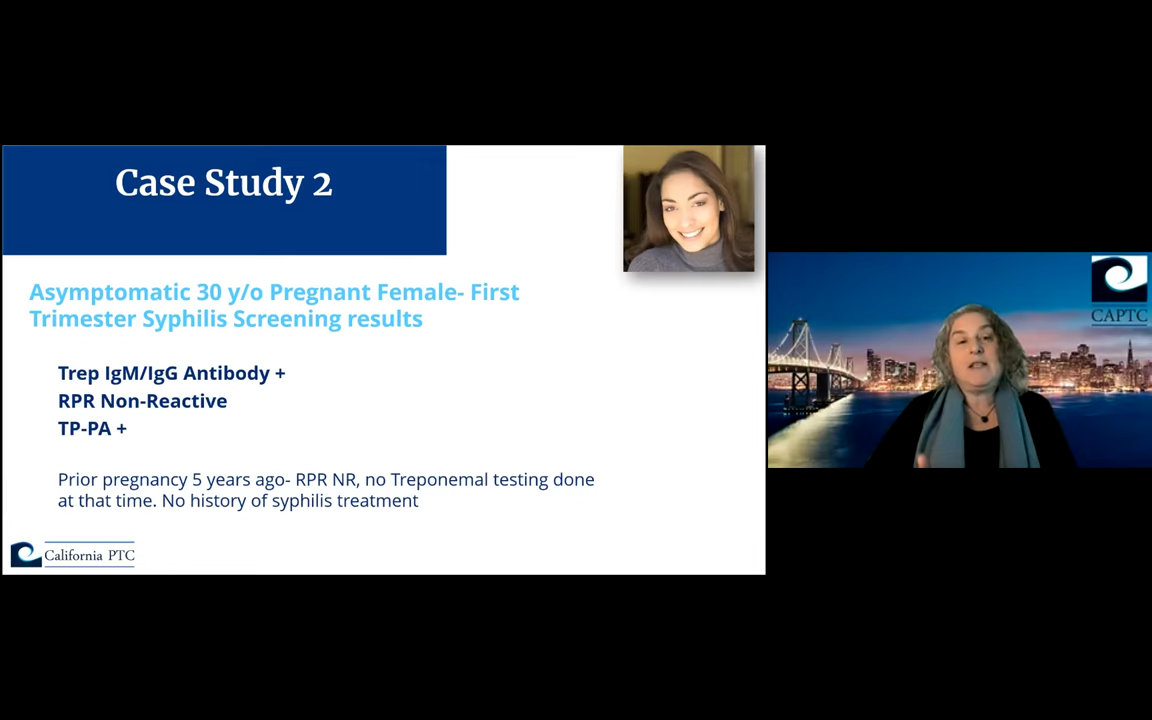 Case Study 2
Asymptomatic 30 y/o Pregnant Female- First
Trimester Syphilis Screening results
Trep IgM/IgG Antibody +
RPR Non-Reactive
TP-PA +
Prior pregnancy 5 years ago- RPR NR, no Treponemal testing done
at that time. No history of syphilis treatment
California PTC
CAPTC